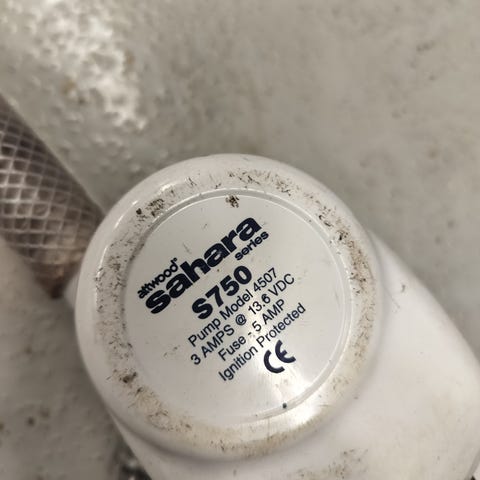 attwood
sahara
series
S750
Pump Model 4507
3 AMPS @ 13.6 VDC
Fuse - 5 AMP
Ignition Protected
CE